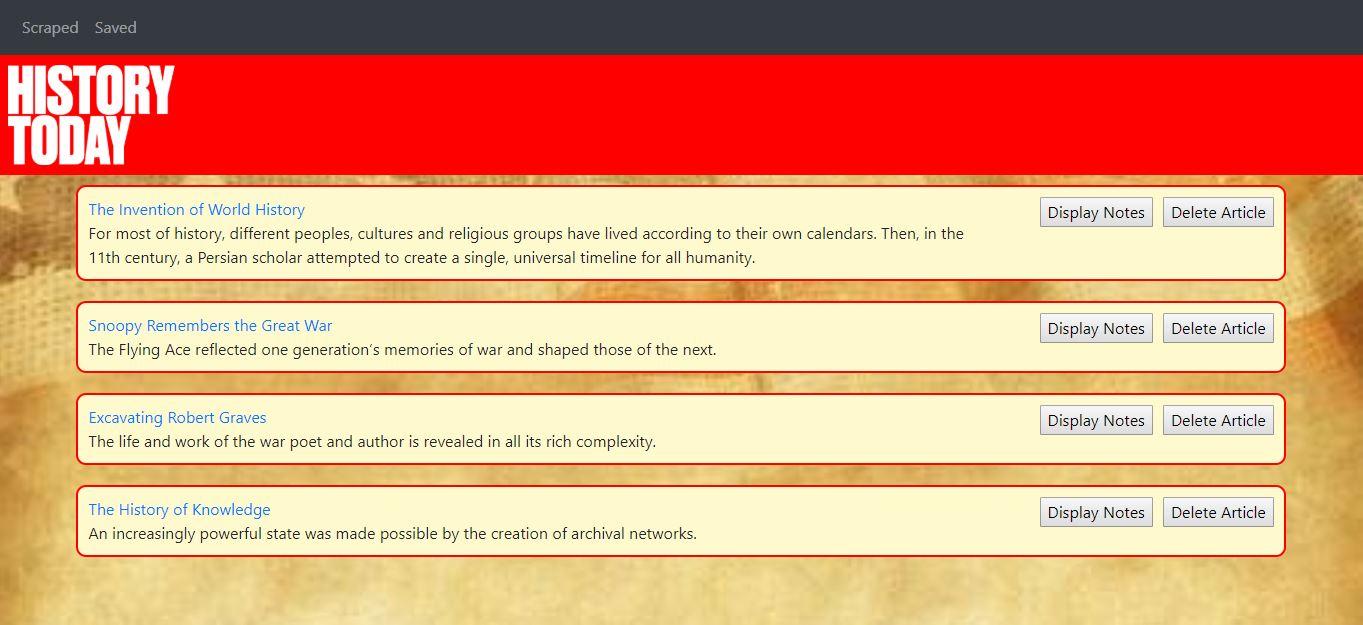 Scraped Saved
HISTORY
TODAY
The Invention of World History
For most of history, different peoples, cultures and religious groups have lived according to their own calendars. Then, in the
11th century, a Persian scholar attempted to create a single, universal timeline for all humanity.
Display Notes Delete Article
Snoopy Remembers the Great War
The Flying Ace reflected one generation’s memories of war and shaped those of the next.
Display Notes Delete Article
Excavating Robert Graves
The life and work of the war poet and author is revealed in all its rich complexity.
Display Notes Delete Article
The History of Knowledge
An increasingly powerful state was made possible by the creation of archival networks.
Display Notes Delete Article